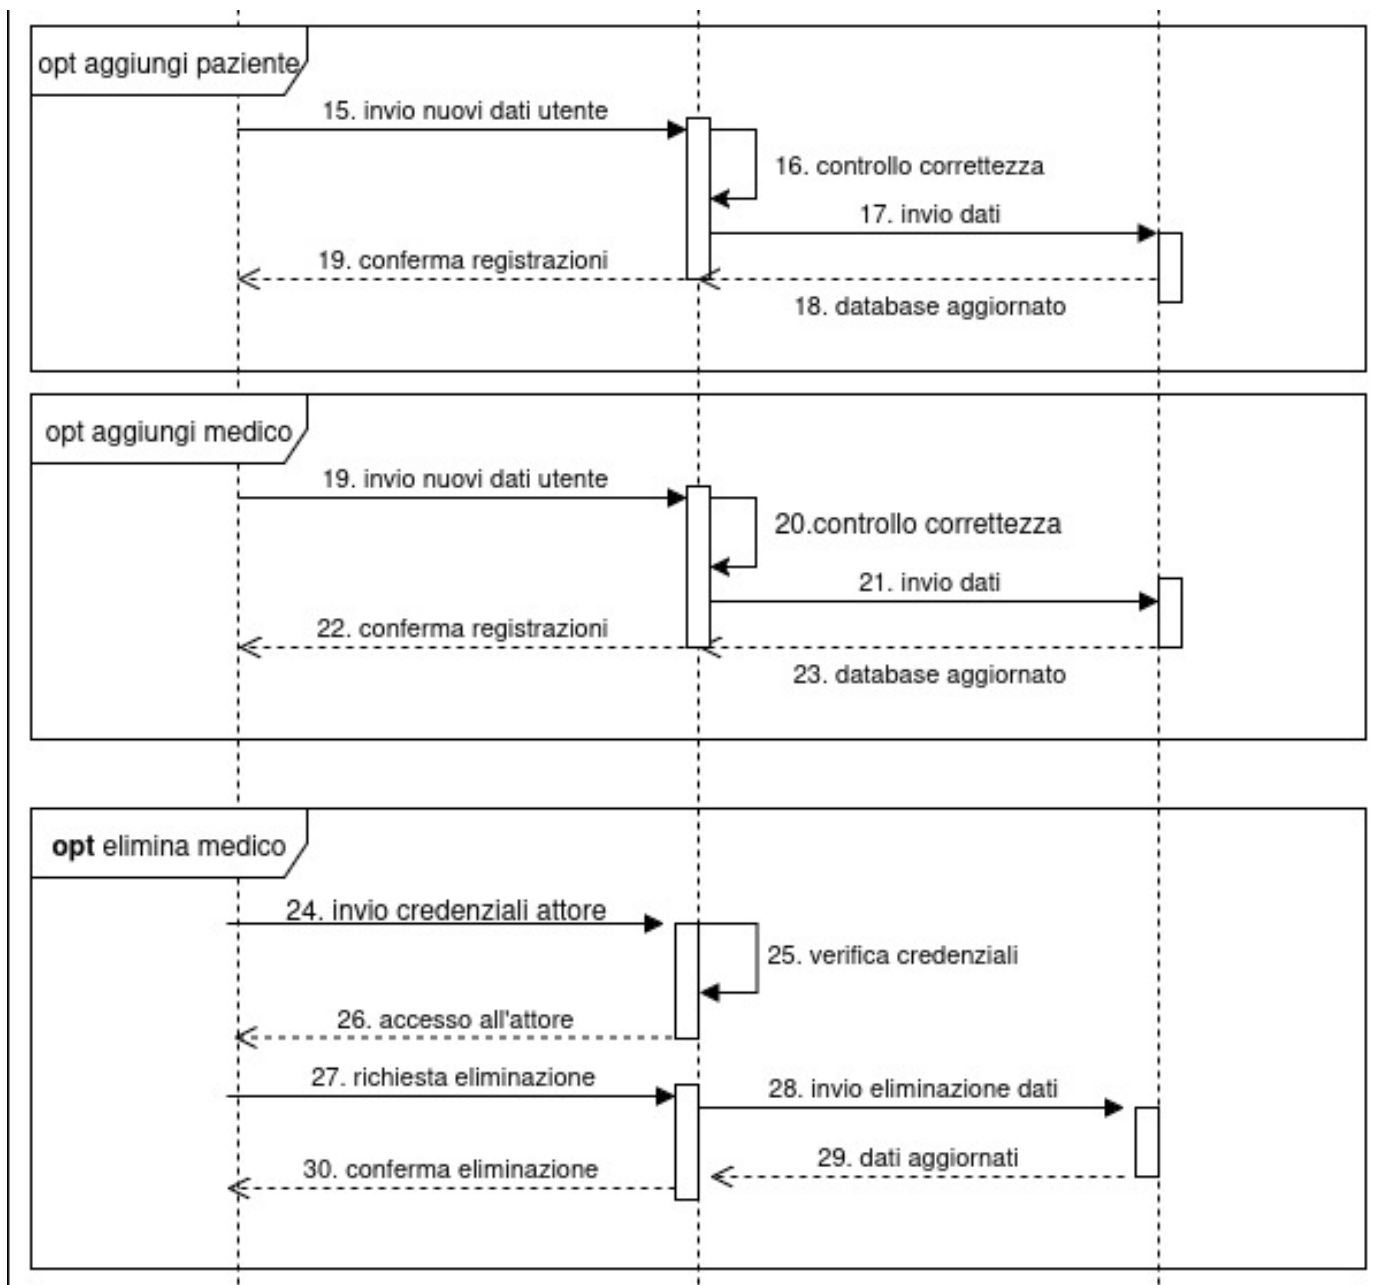 opt aggiungi paziente
15. invio nuovi dati utente
16. controllo correttezza
17. invio dati
19. conferma registrazioni
18. database aggiornato
opt aggiungi medico
19. invio nuovi dati utente
20.controllo correttezza
21. invio dati
22. conferma registrazioni
23. database aggiornato
opt elimina medico
24. invio credenziali attore
25. verifica credenziali
26. accesso all'attore
27. richiesta eliminazione
28. invio eliminazione dati
29. dati aggiornati
30. conferma eliminazione